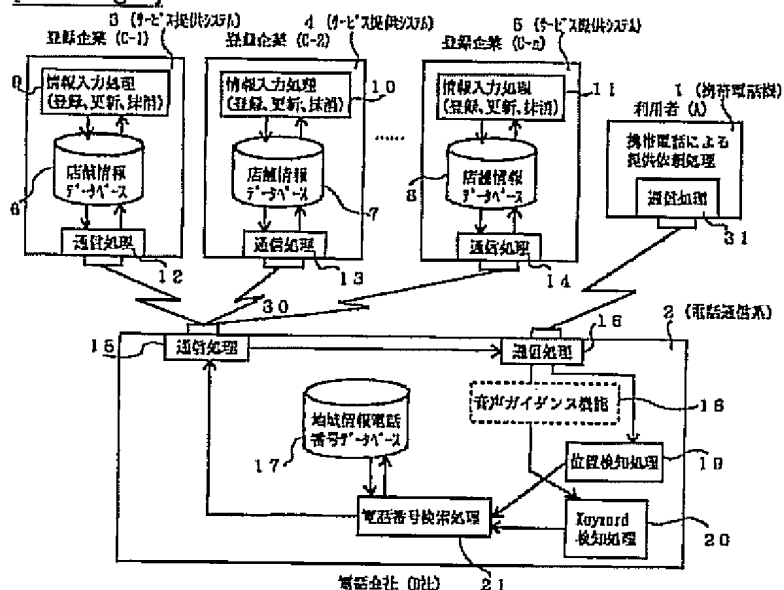 3 (サービス提供システム)
登録企業 (C-1)
4 (サービス提供システム)
登録企業 (C-2)
5 (サービス提供システム)
登録企業 (C-n)
1 (携帯電話機)
利用者 (A)
9
情報入力処理
(登録、更新、抹消)
情報入力処理
(登録、更新、抹消)
10
情報入力処理
(登録、更新、抹消)
11
携帯電話による
提供依頼処理
……
店舗情報
データベース
6
店舗情報
データベース
7
店舗情報
データベース
8
通信処理
31
通信処理
12
通信処理
13
通信処理
14
30
2 (電話通信系)
15
通信処理
通信処理
16
音声ガイダンス機能
18
地域情報電話
番号データベース
17
位置検知処理
19
電話番号検索処理
21
Keyword
検知処理
20
電話会社 (D社)